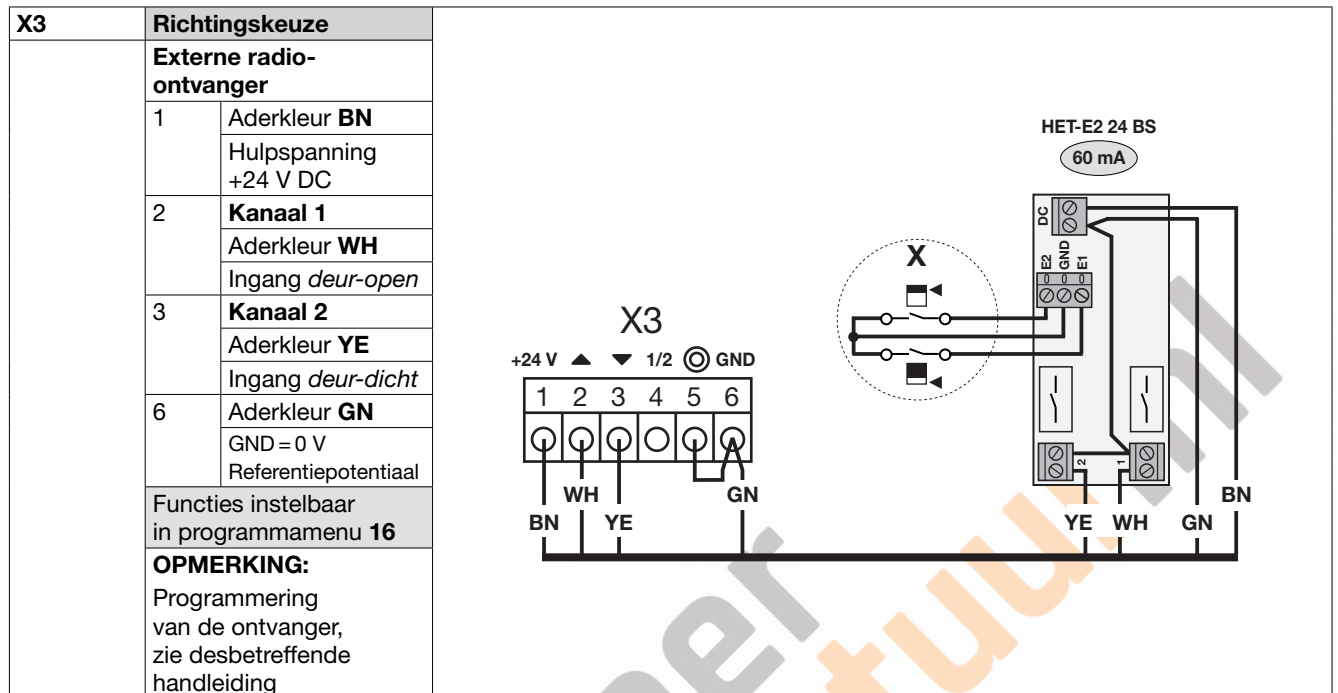 X3 Richtingskeuze
Externe radio-
ontvanger
1 Aderkleur BN
Hulpspanning
+24 V DC
2 Kanaal 1
Aderkleur WH
Ingang deur-open
3 Kanaal 2
Aderkleur YE
Ingang deur-dicht
6 Aderkleur GN
GND = 0 V
Referentiepotentiaal
Functies instelbaar
in programmamenu 16
OPMERKING:
Programmering
van de ontvanger,
zie desbetreffende
handleiding
X3
+24 V ▲ ▼ 1/2 GND
1 2 3 4 5 6
WH GN
BN YE
X
HET-E2 24 BS
60 mA
DC
E2 GND E1
0 0 0
2 1
BN
YE WH GN